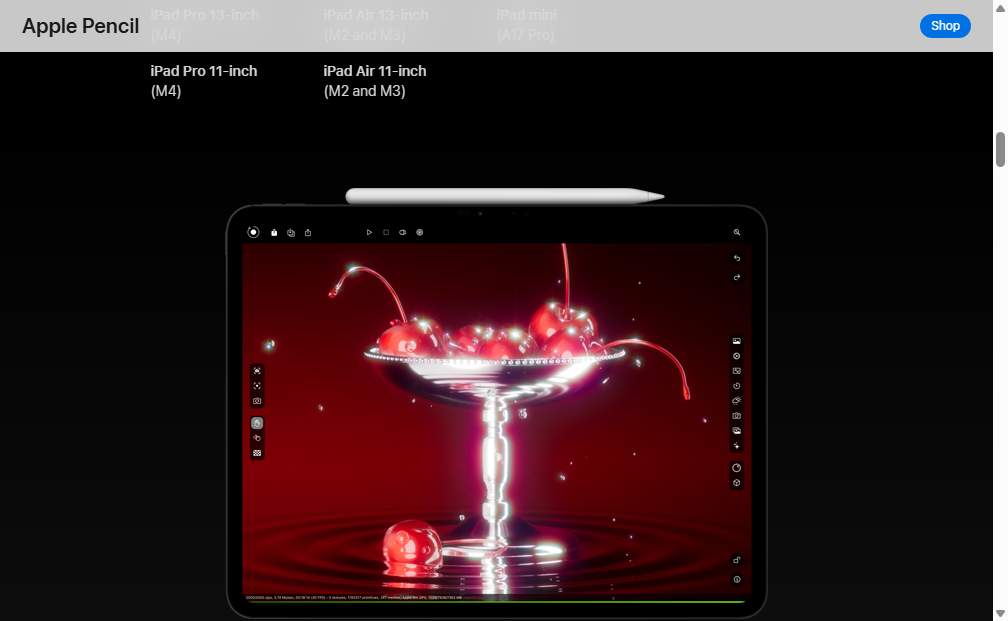 Apple Pencil
Shop
iPad Pro 13-inch
(M4)
iPad Air 13-inch
(M2 and M3)
iPad mini
(A17 Pro)
iPad Pro 11-inch
(M4)
iPad Air 11-inch
(M2 and M3)